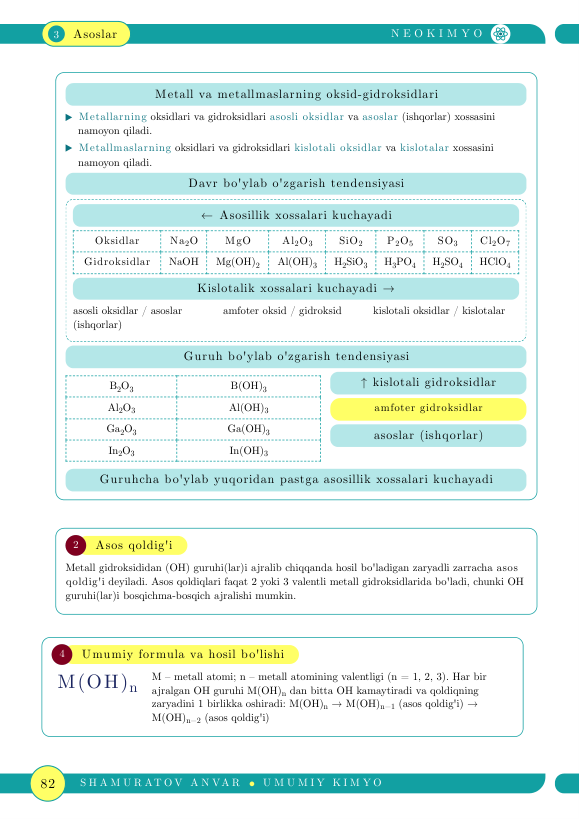 3 Asoslar
NEOKIMYO
Metall va metallmaslarning oksid-gidroksidlari
▶ Metallarning oksidlari va gidroksidlari asosli oksidlar va asoslar (ishqorlar) xossasini
namoyon qiladi.
▶ Metallmaslarning oksidlari va gidroksidlari kislotali oksidlar va kislotalar xossasini
namoyon qiladi.
Davr bo'ylab o'zgarish tendensiyasi
← Asosillik xossalari kuchayadi
Oksidlar Na₂O MgO Al₂O₃ SiO₂ P₂O₅ SO₃ Cl₂O₇
Gidroksidlar NaOH Mg(OH)₂ Al(OH)₃ H₂SiO₃ H₃PO₄ H₂SO₄ HClO₄
Kislotalik xossalari kuchayadi →
asosli oksidlar / asoslar amfoter oksid / gidroksid kislotali oksidlar / kislotalar
(ishqorlar)
Guruh bo'ylab o'zgarish tendensiyasi
B₂O₃ B(OH)₃
Al₂O₃ Al(OH)₃
Ga₂O₃ Ga(OH)₃
In₂O₃ In(OH)₃
↑ kislotali gidroksidlar
amfoter gidroksidlar
asoslar (ishqorlar)
Guruhcha bo'ylab yuqoridan pastga asosillik xossalari kuchayadi
2 Asos qoldig'i
Metall gidroksididan (OH) guruhi(lar)i ajralib chiqqanda hosil bo'ladigan zaryadli zarracha asos
qoldig'i deyiladi. Asos qoldiqlari faqat 2 yoki 3 valentli metall gidroksidlarida bo'ladi, chunki OH
guruhi(lar)i bosqichma-bosqich ajralishi mumkin.
4 Umumiy formula va hosil bo'lishi
M(OH)ₙ
M – metall atomi; n – metall atomining valentligi (n = 1, 2, 3). Har bir
ajralgan OH guruhi M(OH)ₙ dan bitta OH kamaytiradi va qoldiqning
zaryadini 1 birlikka oshiradi: M(OH)ₙ → M(OH)ₙ₋₁ (asos qoldig'i) →
M(OH)ₙ₋₂ (asos qoldig'i)
82 SHAMURATOV ANVAR • UMUMIY KIMYO